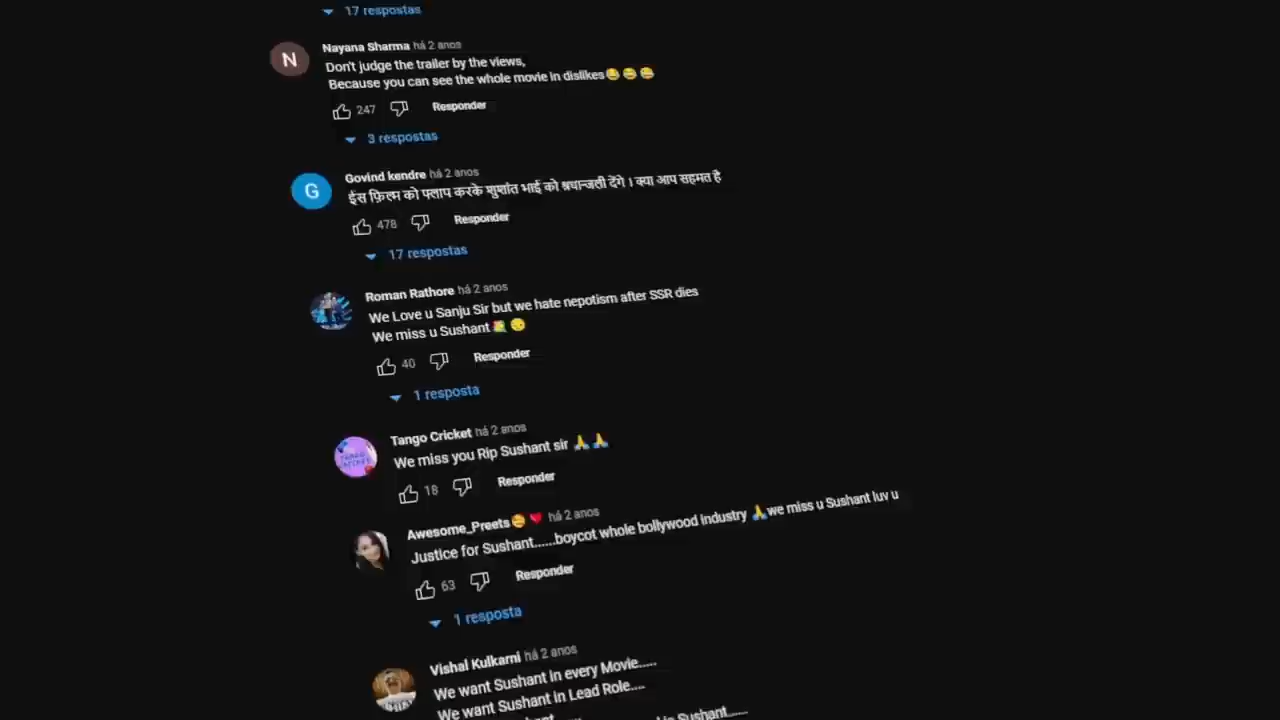 17 respostas
N
Nayana Sharma há 2 anos
Don't judge the trailer by the views,
Because you can see the whole movie in dislikes😂😂😂
247 Responder
3 respostas
G
Govind kendre há 2 anos
ईस फ़िल्म को फ्लाप करके शुशांत भाई को श्रधान्जली देंगे । क्या आप सहमत है
478 Responder
17 respostas
Roman Rathore há 2 anos
We Love u Sanju Sir but we hate nepotism after SSR dies
We miss u Sushant💐😞
40 Responder
1 resposta
Tango Cricket há 2 anos
We miss you Rip Sushant sir 🙏🙏
18 Responder
Awesome_Preets🥰❤ há 2 anos
Justice for Sushant......boycot whole bollywood industry 🙏we miss u Sushant luv u
63 Responder
1 resposta
Vishal Kulkarni há 2 anos
We want Sushant in every Movie.....
We want Sushant in Lead Role....
Sushant.....